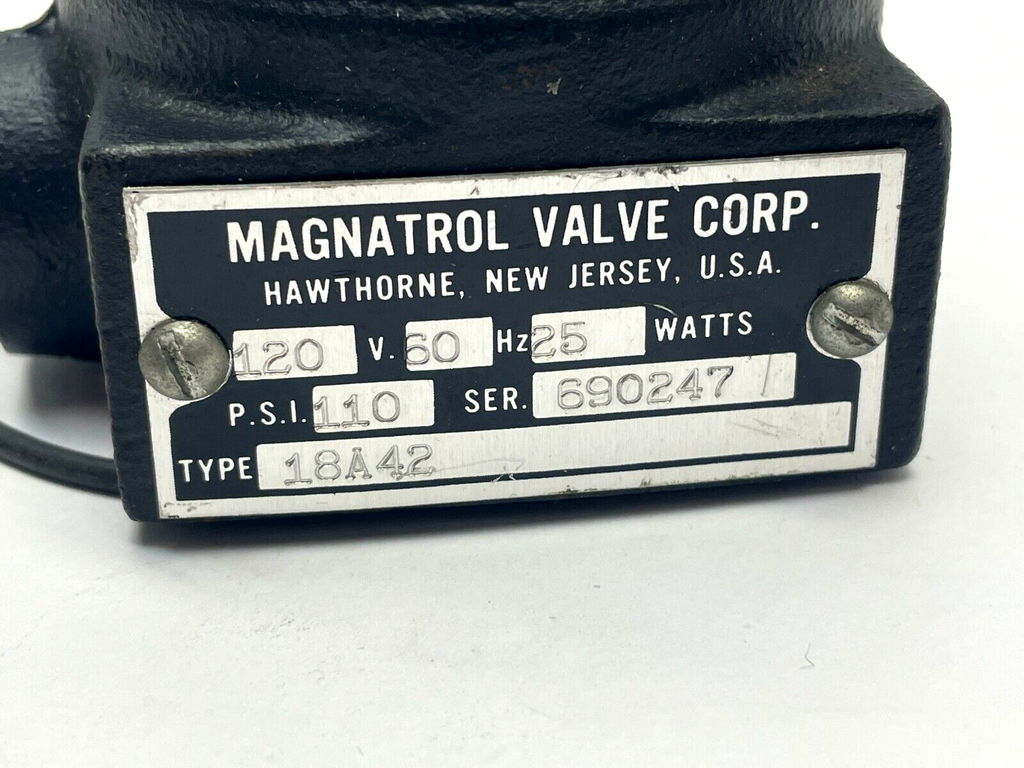 MAGNATROL VALVE CORP.
HAWTHORNE, NEW JERSEY, U.S.A.
120 V. 60 Hz 25 WATTS
P.S.I. 110 SER. 690247
TYPE 18A42